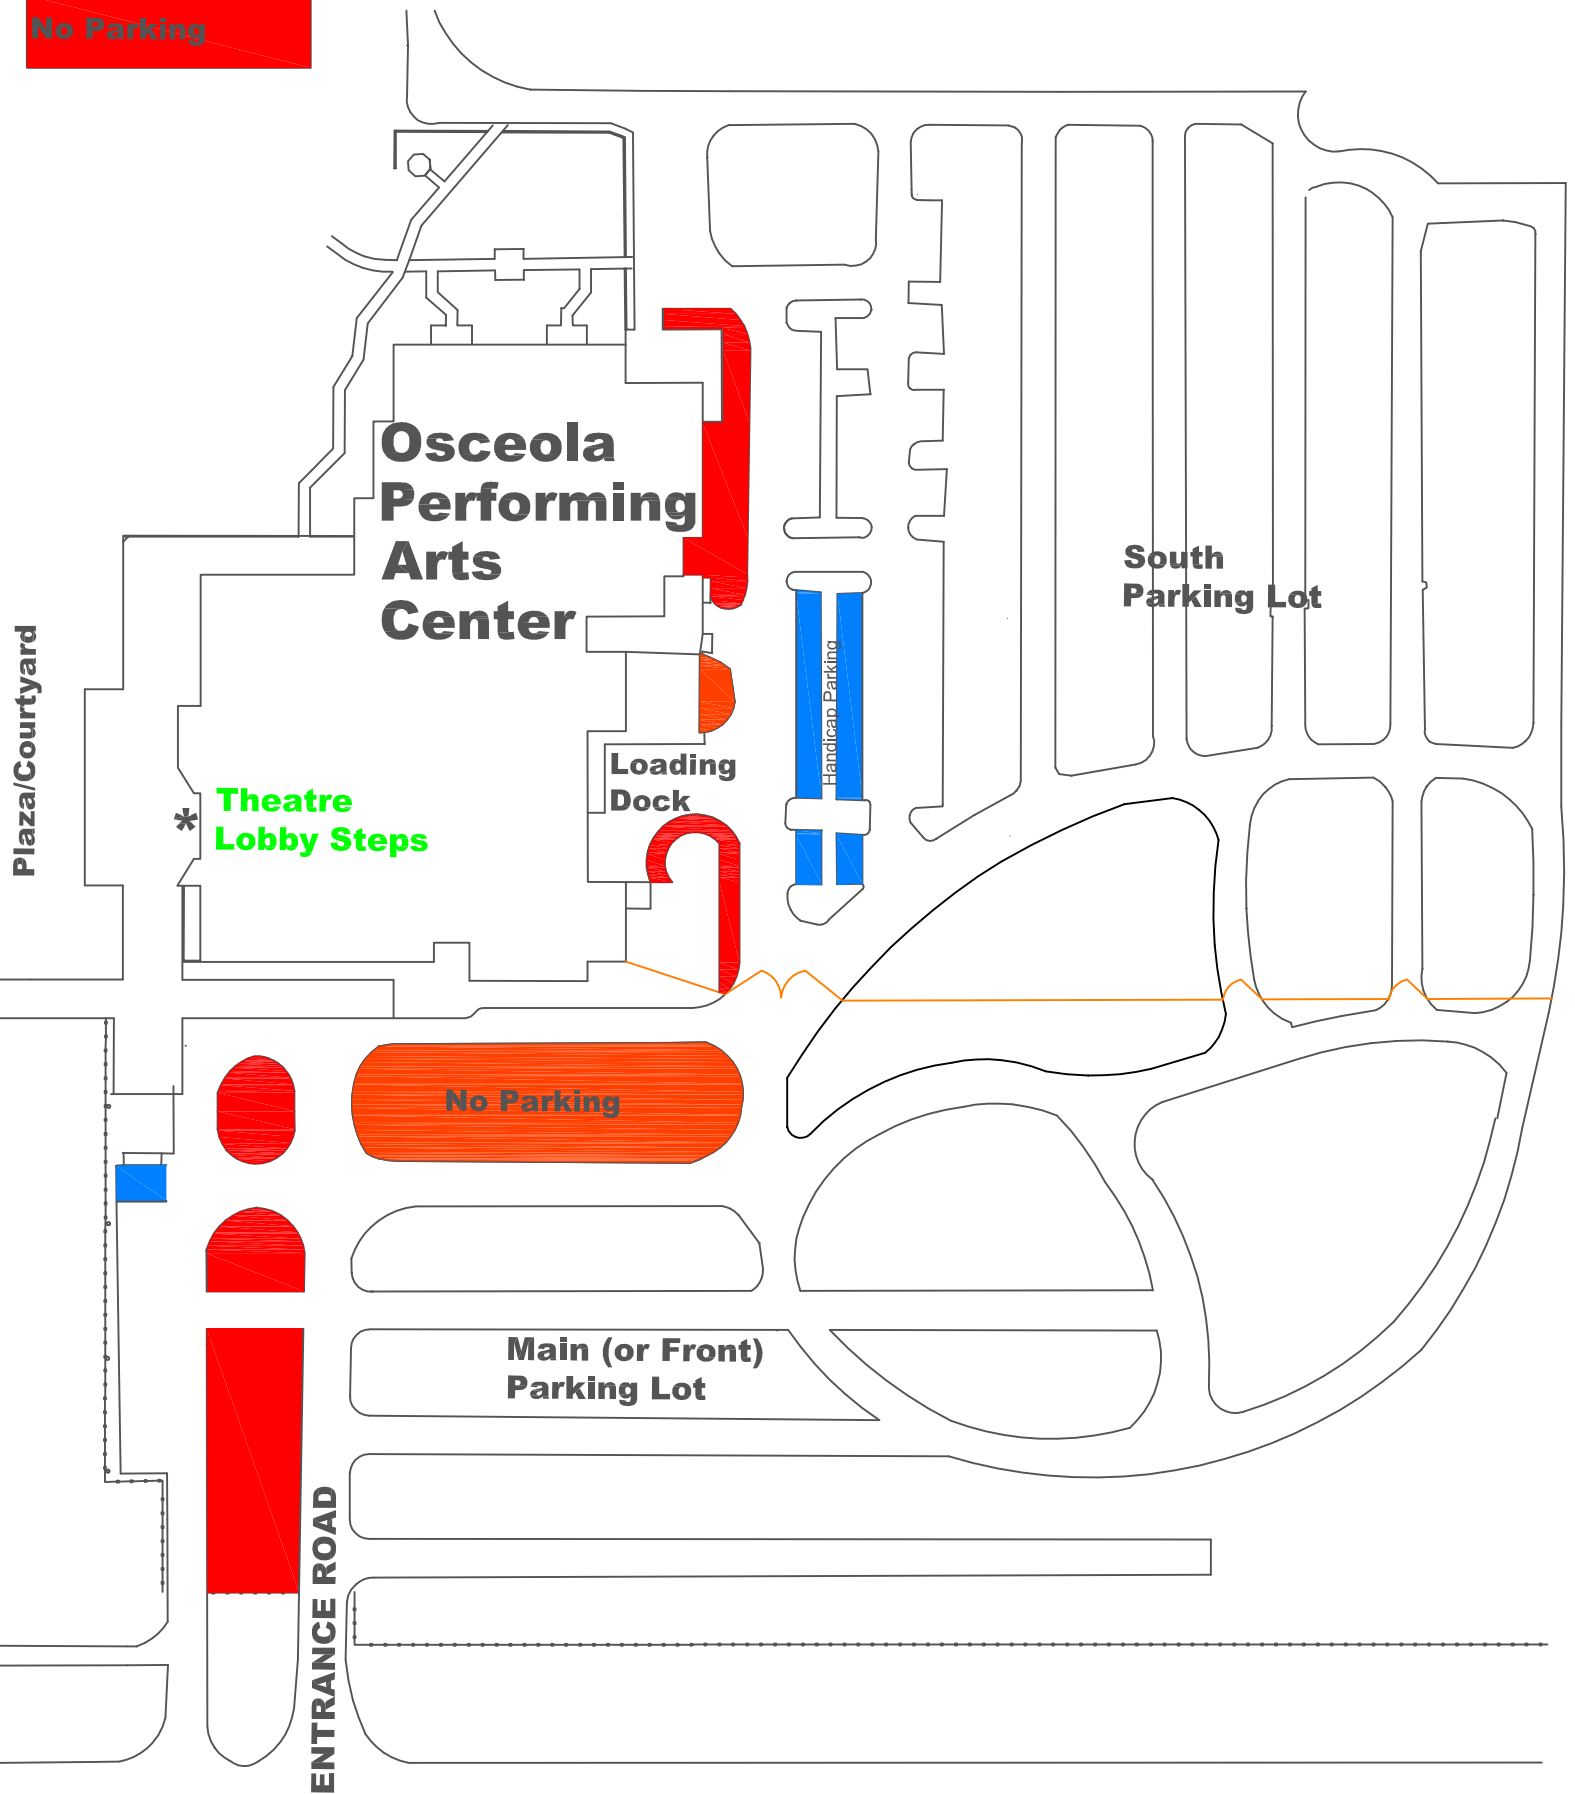 No Parking
Osceola
Performing
Arts
Center
South
Parking Lot
Handicap Parking
Plaza/Courtyard
Loading
Dock
*
Theatre
Lobby Steps
No Parking
Main (or Front)
Parking Lot
ENTRANCE ROAD